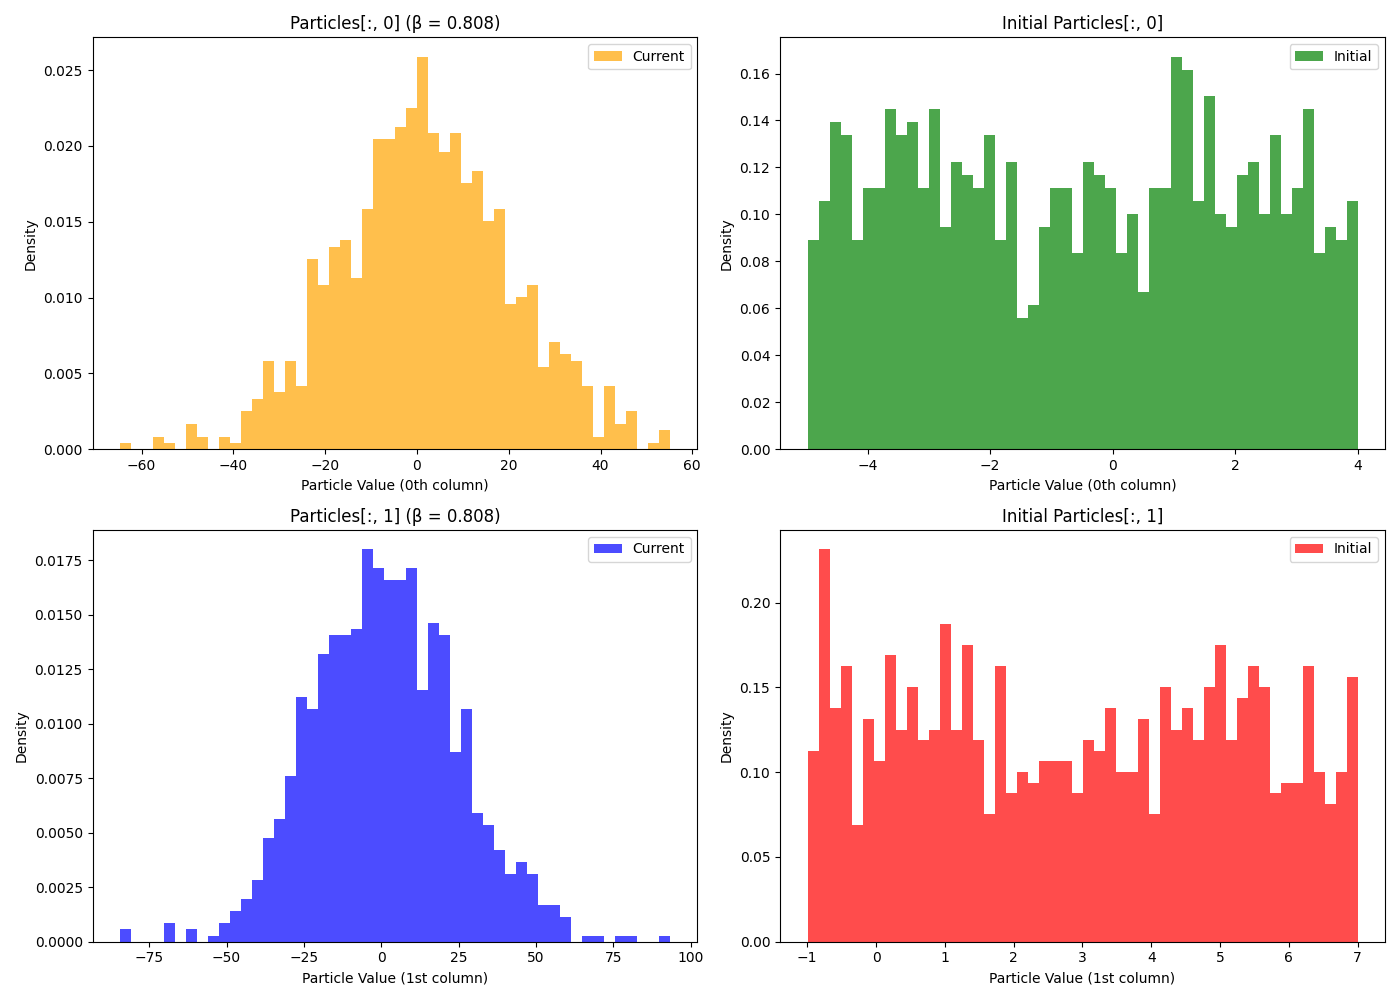 Particles[:, 0] (β = 0.808)
Current
0.025
0.020
0.015
0.010
0.005
0.000
Density
−60 −40 −20 0 20 40 60
Particle Value (0th column)
Initial Particles[:, 0]
Initial
0.16
0.14
0.12
0.10
0.08
0.06
0.04
0.02
0.00
Density
−4 −2 0 2 4
Particle Value (0th column)
Particles[:, 1] (β = 0.808)
Current
0.0175
0.0150
0.0125
0.0100
0.0075
0.0050
0.0025
0.0000
Density
−75 −50 −25 0 25 50 75 100
Particle Value (1st column)
Initial Particles[:, 1]
Initial
0.20
0.15
0.10
0.05
0.00
Density
−1 0 1 2 3 4 5 6 7
Particle Value (1st column)